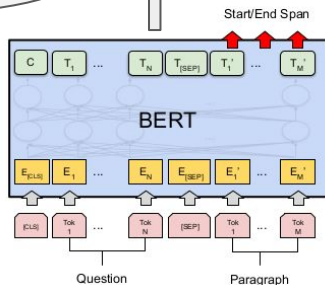 Start/End Span
C T1 ... TN T[SEP] T1' ... TM'
BERT
E[CLS] E1 ... EN E[SEP] E1' ... EM'
[CLS] Tok 1 ... Tok N [SEP] Tok 1 ... Tok M
Question Paragraph